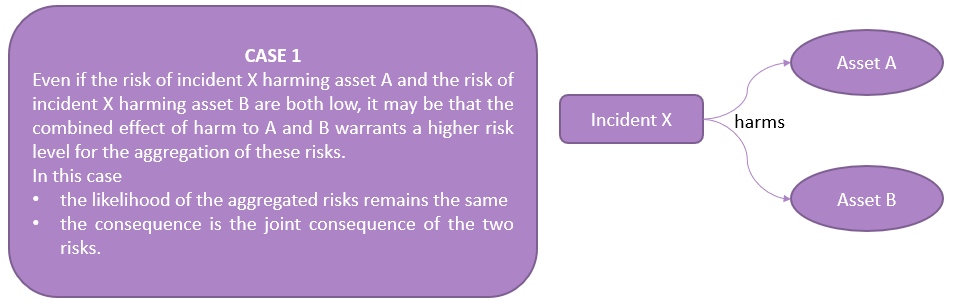 CASE 1
Even if the risk of incident X harming asset A and the risk of
incident X harming asset B are both low, it may be that the
combined effect of harm to A and B warrants a higher risk
level for the aggregation of these risks.
In this case
• the likelihood of the aggregated risks remains the same
• the consequence is the joint consequence of the two
risks.
Incident X
harms
Asset A
Asset B